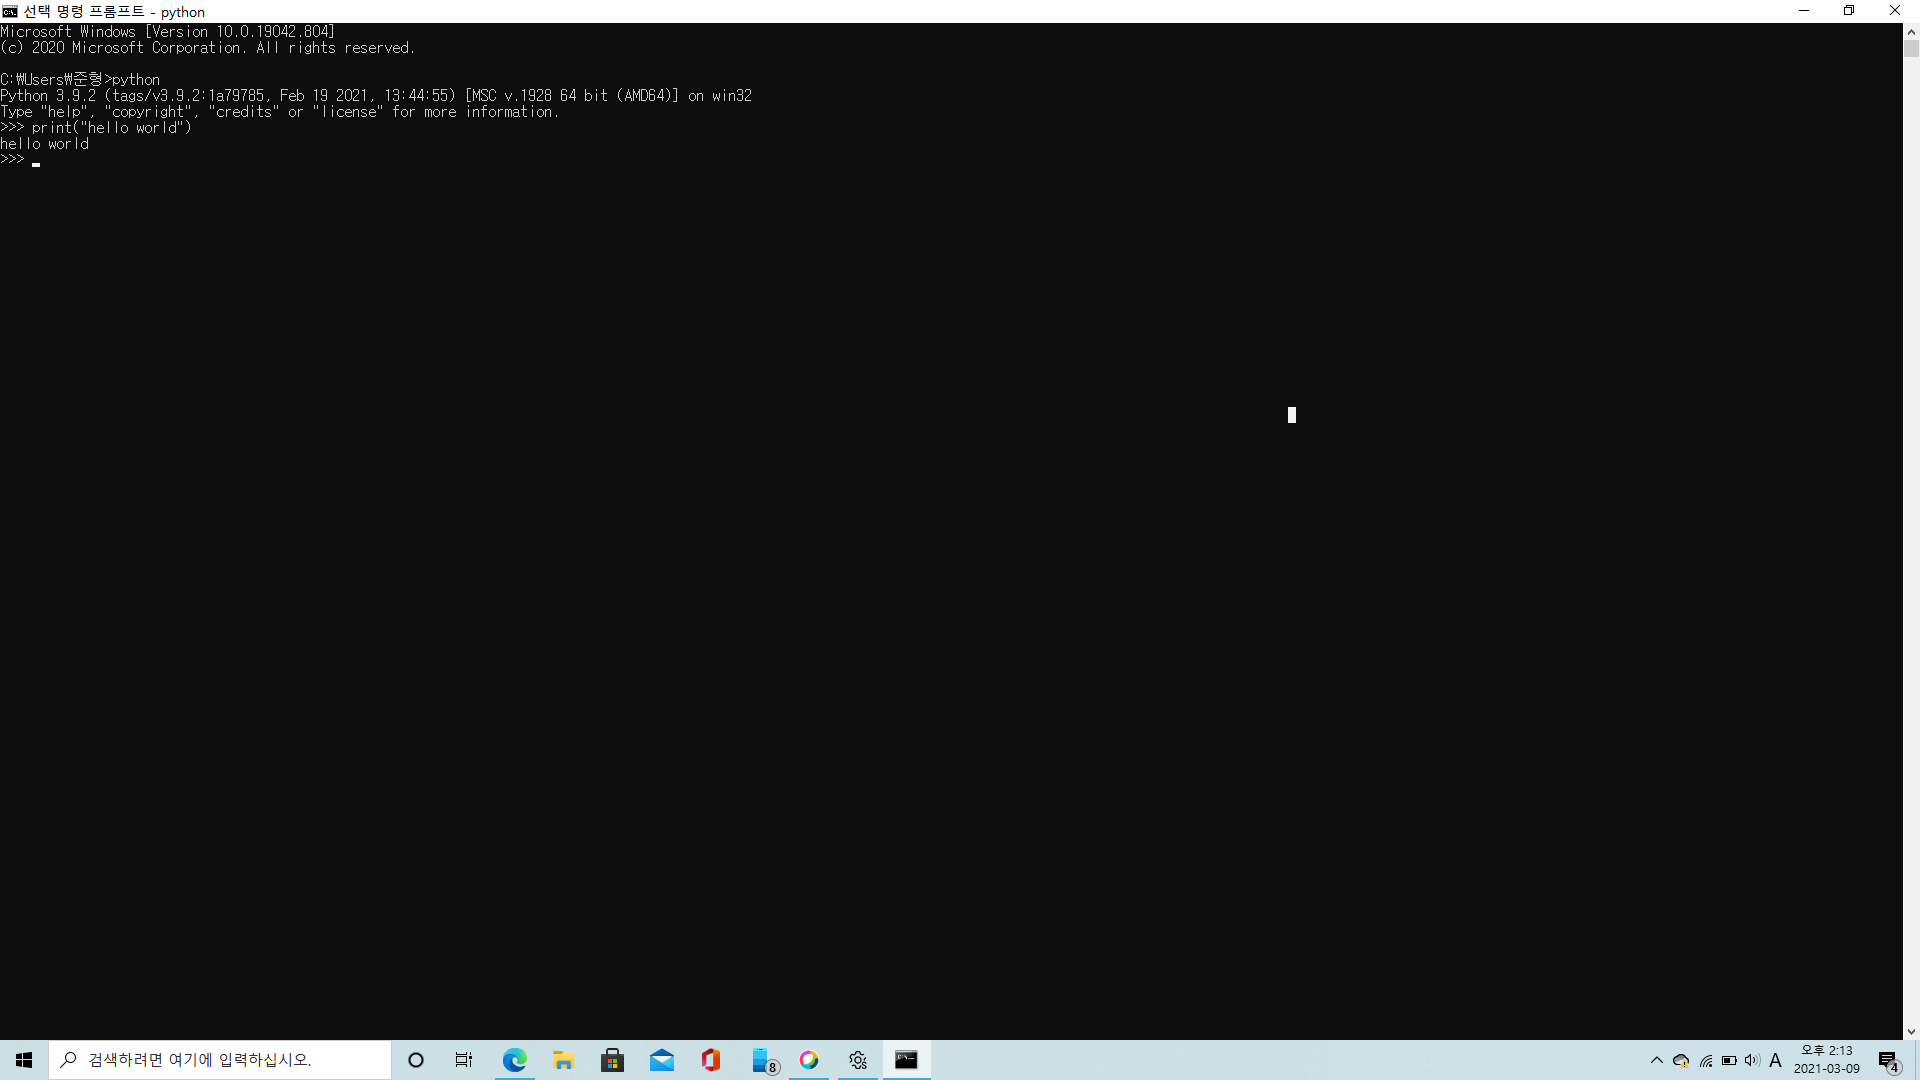 선택 명령 프롬프트 - python
Microsoft Windows [Version 10.0.19042.804]
(c) 2020 Microsoft Corporation. All rights reserved.
C:₩Users₩준형>python
Python 3.9.2 (tags/v3.9.2:1a79785, Feb 19 2021, 13:44:55) [MSC v.1928 64 bit (AMD64)] on win32
Type "help", "copyright", "credits" or "license" for more information.
>>> print("hello world")
hello world
>>>
검색하려면 여기에 입력하십시오.
8
A
오후 2:13
2021-03-09
4